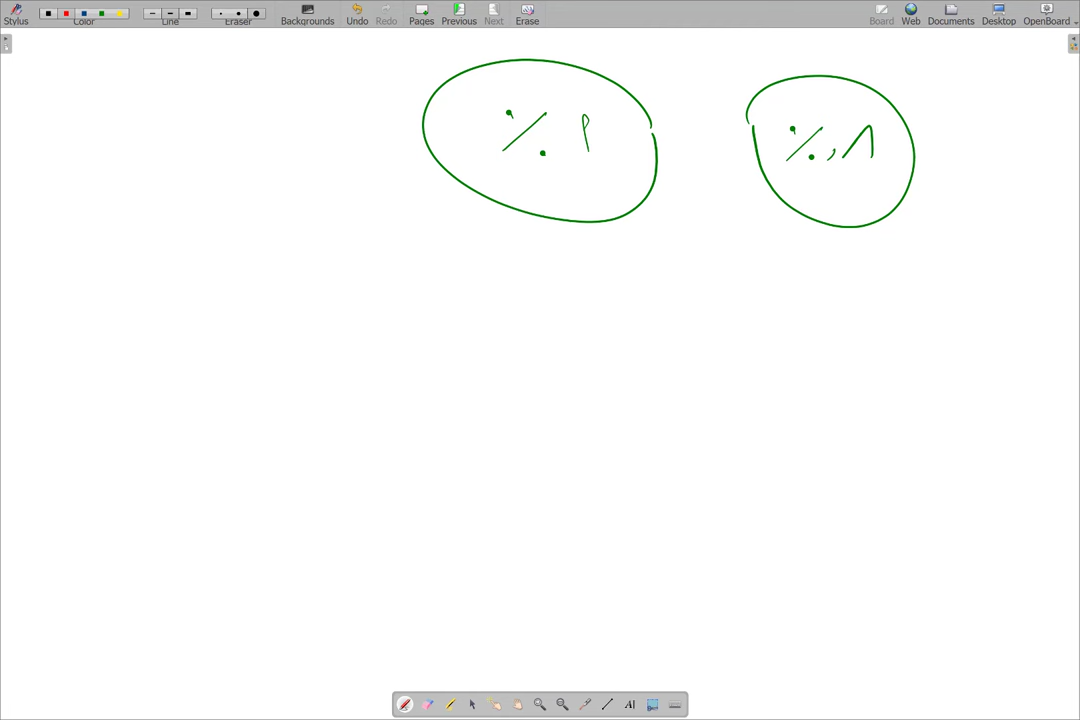 Stylus Color Line Eraser Backgrounds Undo Redo Pages Previous Next Erase Board Web Documents Desktop OpenBoard
٪ ٩
٪ ,٨